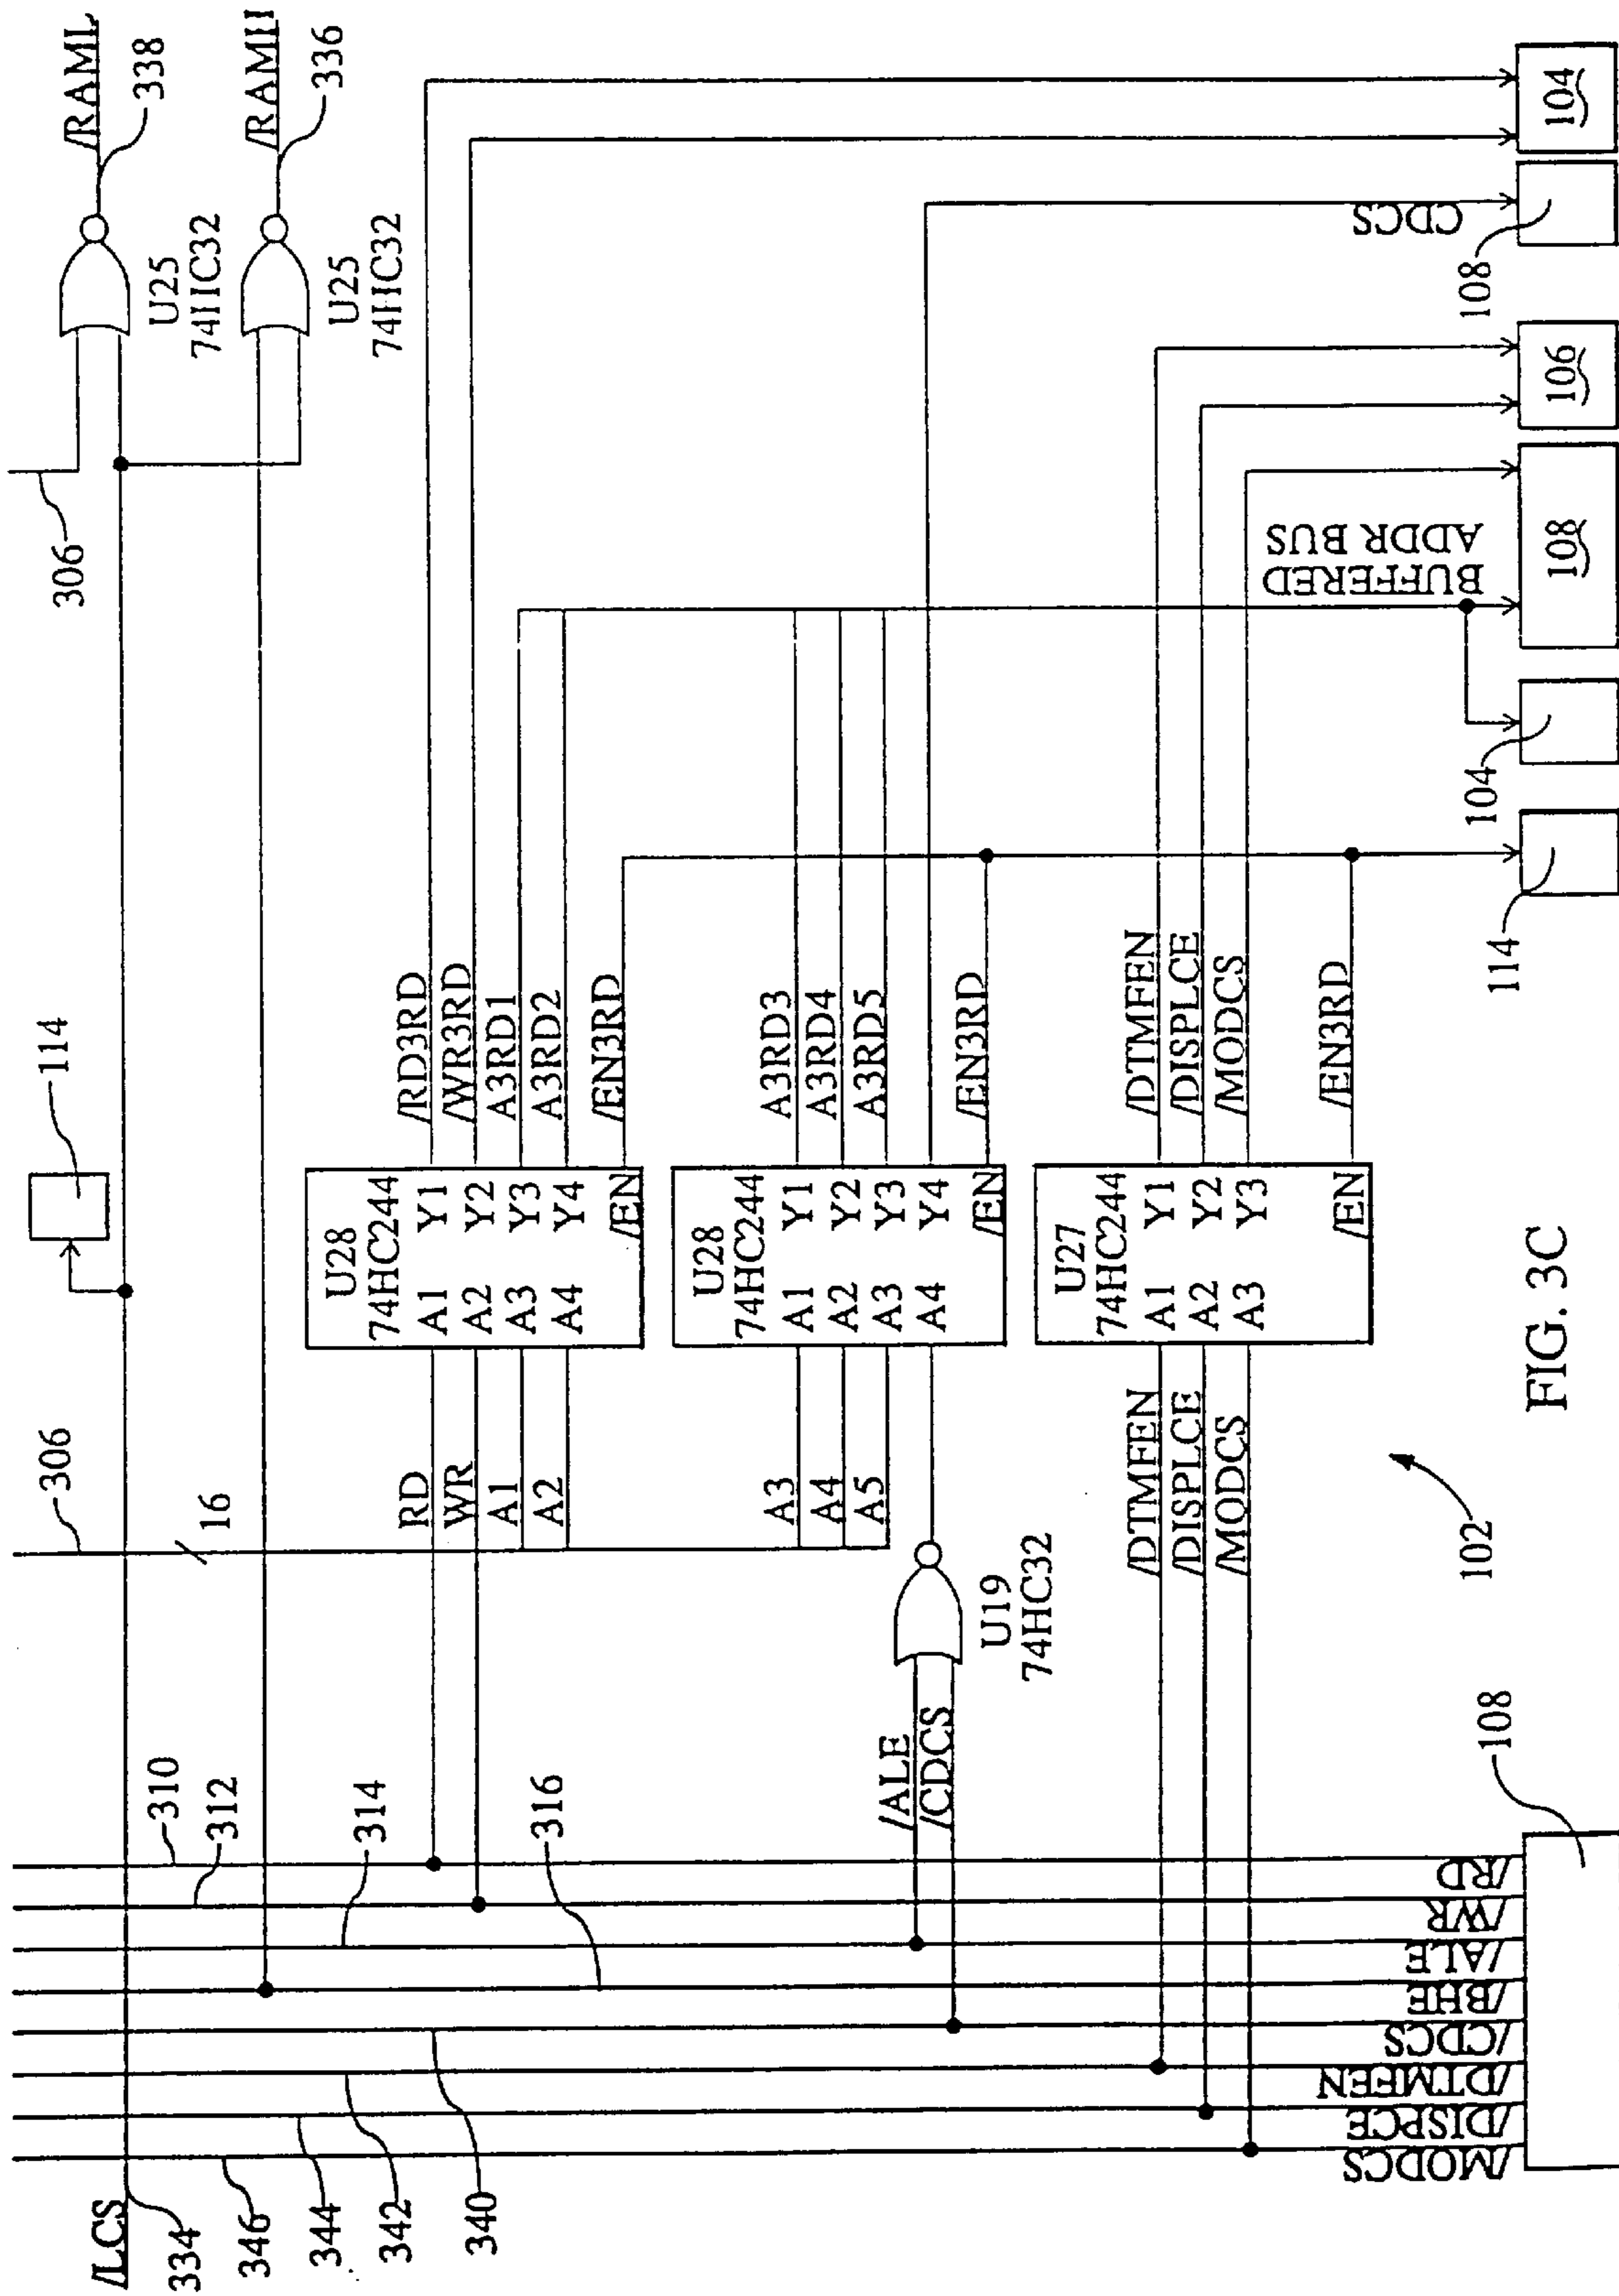 /LCS
334
346
344
342
340
310
312
314
316
306
16
114
306
/RAML
338
U25
74HC32
/RAMH
336
U25
74HC32
RD
WR
A1
A2
U28
74HC244
A1 Y1
A2 Y2
A3 Y3
A4 Y4
/EN
/RD3RD
/WR3RD
A3RD1
A3RD2
/EN3RD
A3
A4
A5
U28
74HC244
A1 Y1
A2 Y2
A3 Y3
A4 Y4
/EN
A3RD3
A3RD4
A3RD5
/EN3RD
/ALE
/CDCS
U19
74HC32
/DTMFEN
/DISPLCE
/MODCS
U27
74HC244
A1 Y1
A2 Y2
A3 Y3
/EN
/DTMFEN
/DISPLCE
/MODCS
/EN3RD
BUFFERED
ADDR BUS
CDCS
/MODCS
/DISPCE
/DTMFEN
/CDCS
/BHE
/ALE
/WR
/RD
108
102
114
104
108
106
108
104
FIG. 3C